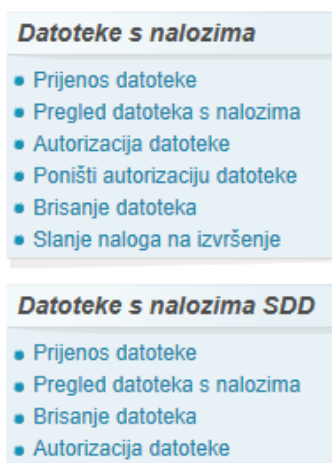 Datoteke s nalozima
Prijenos datoteke
Pregled datoteka s nalozima
Autorizacija datoteke
Poništi autorizaciju datoteke
Brisanje datoteka
Slanje naloga na izvršenje
Datoteke s nalozima SDD
Prijenos datoteke
Pregled datoteka s nalozima
Brisanje datoteka
Autorizacija datoteke